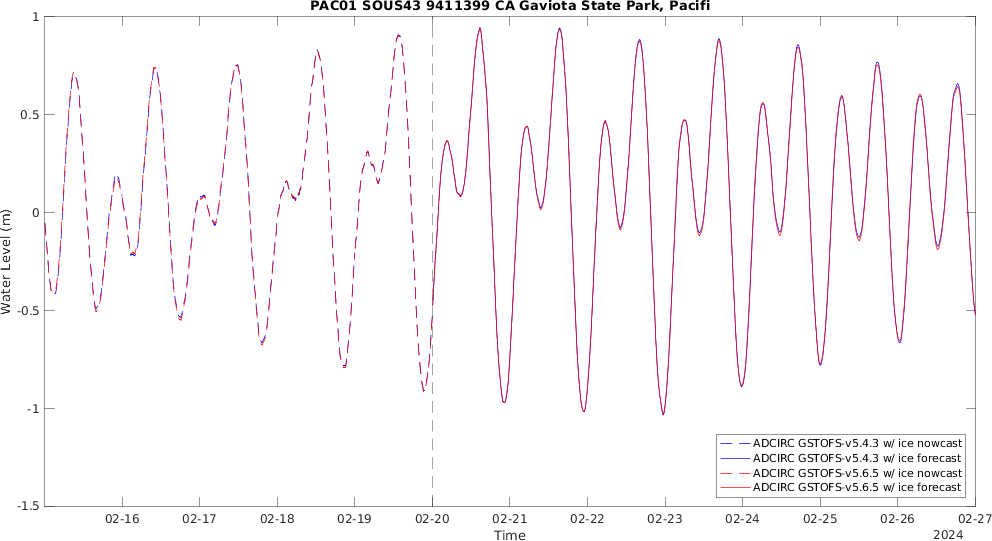 PAC01 SOUS43 9411399 CA Gaviota State Park, Pacifi
1
0.5
0
-0.5
-1
-1.5
Water Level (m)
02-16 02-17 02-18 02-19 02-20 02-21 02-22 02-23 02-24 02-25 02-26 02-27
Time
2024
ADCIRC GSTOFS-v5.4.3 w/ ice nowcast
ADCIRC GSTOFS-v5.4.3 w/ ice forecast
ADCIRC GSTOFS-v5.6.5 w/ ice nowcast
ADCIRC GSTOFS-v5.6.5 w/ ice forecast